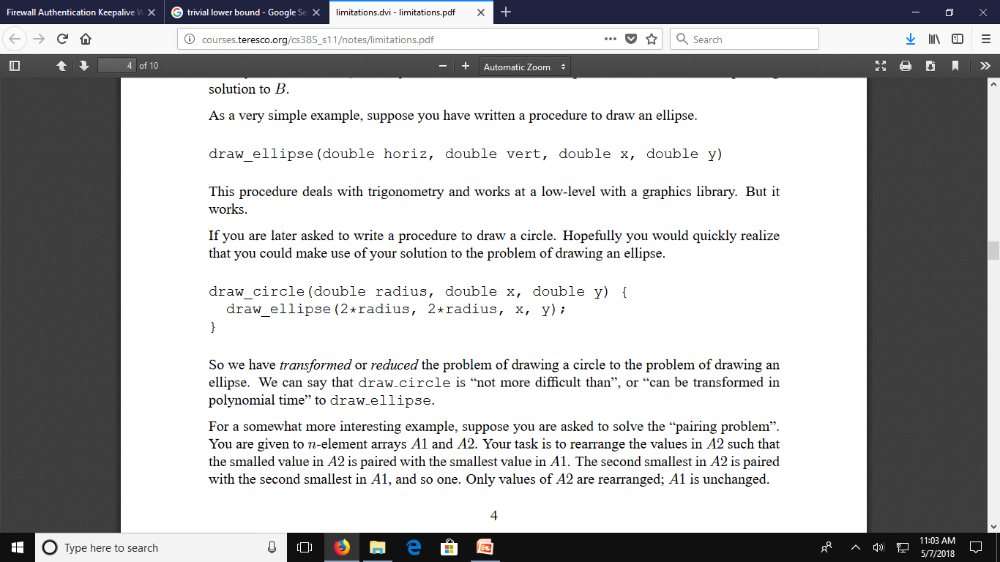 Firewall Authentication Keepalive W
trivial lower bound - Google Se
limitations.dvi - limitations.pdf
courses.teresco.org/cs385_s11/notes/limitations.pdf
Search
4 of 10
Automatic Zoom
solution to B.
As a very simple example, suppose you have written a procedure to draw an ellipse.
draw_ellipse(double horiz, double vert, double x, double y)
This procedure deals with trigonometry and works at a low-level with a graphics library. But it
works.
If you are later asked to write a procedure to draw a circle. Hopefully you would quickly realize
that you could make use of your solution to the problem of drawing an ellipse.
draw_circle(double radius, double x, double y) {
draw_ellipse(2*radius, 2*radius, x, y);
}
So we have transformed or reduced the problem of drawing a circle to the problem of drawing an
ellipse. We can say that draw_circle is “not more difficult than”, or “can be transformed in
polynomial time” to draw_ellipse.
For a somewhat more interesting example, suppose you are asked to solve the “pairing problem”.
You are given to n-element arrays A1 and A2. Your task is to rearrange the values in A2 such that
the smalled value in A2 is paired with the smallest value in A1. The second smallest in A2 is paired
with the second smallest in A1, and so one. Only values of A2 are rearranged; A1 is unchanged.
4
Type here to search
11:03 AM
5/7/2018